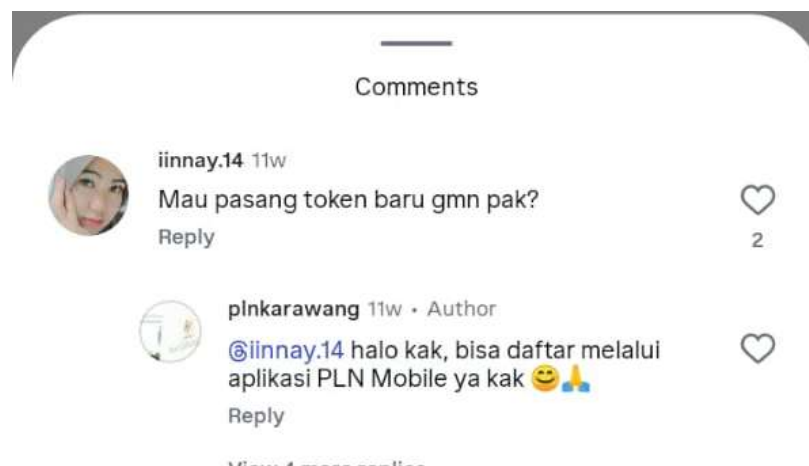 Comments
iinnay.14 11w
Mau pasang token baru gmn pak?
Reply
2
plnkarawang 11w • Author
@iinnay.14 halo kak, bisa daftar melalui
aplikasi PLN Mobile ya kak 😊🙏
Reply